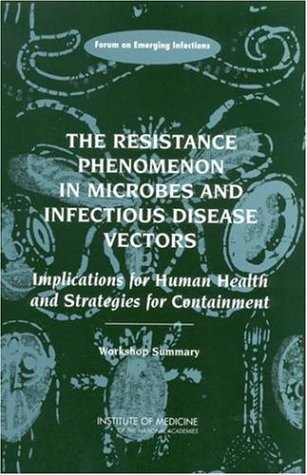 Forum on Emerging Infections
THE RESISTANCE
PHENOMENON
IN MICROBES AND
INFECTIOUS DISEASE
VECTORS
Implications for Human Health
and Strategies for Containment
Workshop Summary
INSTITUTE OF MEDICINE
OF THE NATIONAL ACADEMIES